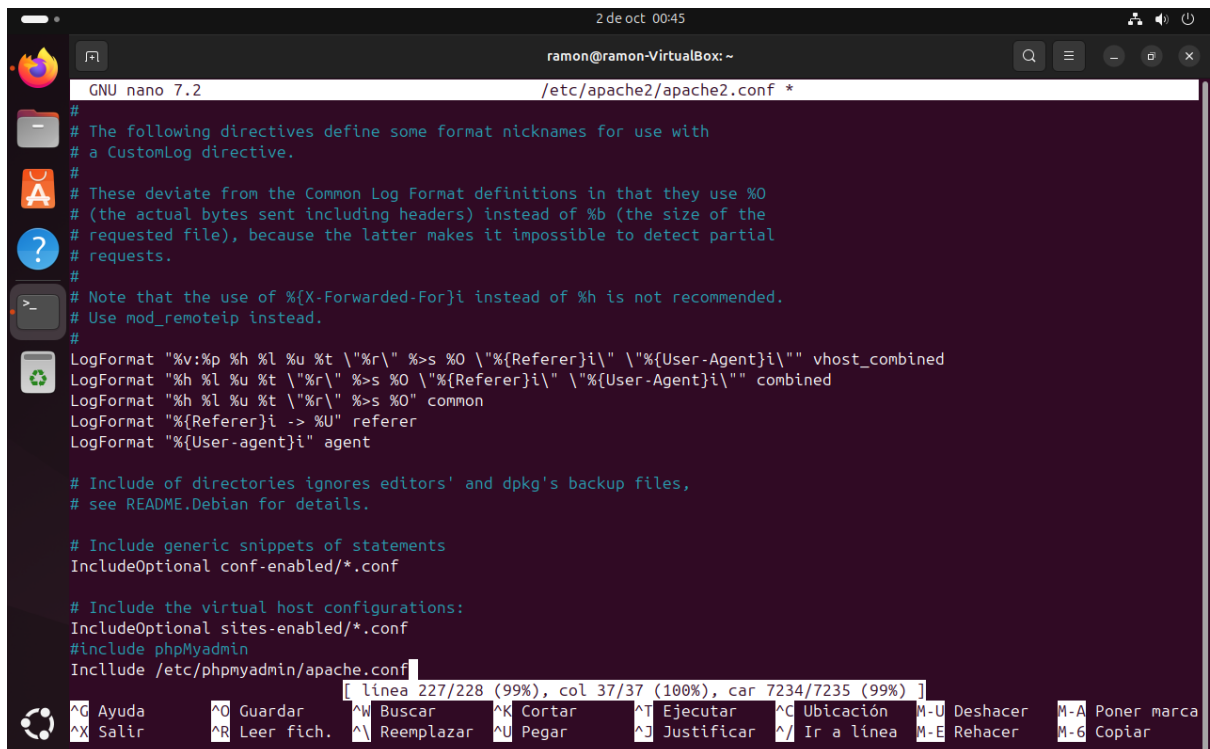 2 de oct 00:45
ramon@ramon-VirtualBox: ~
GNU nano 7.2 /etc/apache2/apache2.conf *
#
# The following directives define some format nicknames for use with
# a CustomLog directive.
#
# These deviate from the Common Log Format definitions in that they use %O
# (the actual bytes sent including headers) instead of %b (the size of the
# requested file), because the latter makes it impossible to detect partial
# requests.
#
# Note that the use of %{X-Forwarded-For}i instead of %h is not recommended.
# Use mod_remoteip instead.
#
LogFormat "%v:%p %h %l %u %t \"%r\" %>s %O \"%{Referer}i\" \"%{User-Agent}i\"" vhost_combined
LogFormat "%h %l %u %t \"%r\" %>s %O \"%{Referer}i\" \"%{User-Agent}i\"" combined
LogFormat "%h %l %u %t \"%r\" %>s %O" common
LogFormat "%{Referer}i -> %U" referer
LogFormat "%{User-agent}i" agent
# Include of directories ignores editors' and dpkg's backup files,
# see README.Debian for details.
# Include generic snippets of statements
IncludeOptional conf-enabled/*.conf
# Include the virtual host configurations:
IncludeOptional sites-enabled/*.conf
#include phpMyadmin
Incllude /etc/phpmyadmin/apache.conf
[ línea 227/228 (99%), col 37/37 (100%), car 7234/7235 (99%) ]
^G Ayuda ^O Guardar ^W Buscar ^K Cortar ^T Ejecutar ^C Ubicación M-U Deshacer M-A Poner marca
^X Salir ^R Leer fich. ^\ Reemplazar ^U Pegar ^J Justificar ^/ Ir a línea M-E Rehacer M-6 Copiar